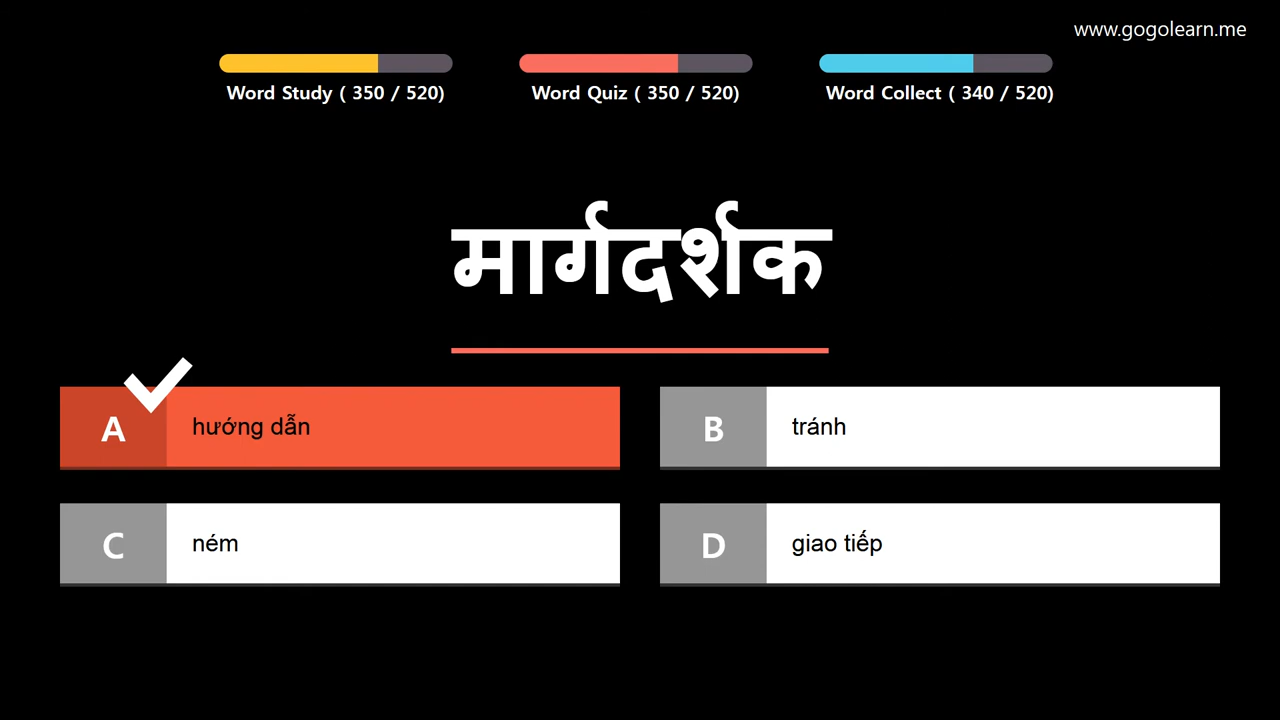 www.gogolearn.me
Word Study ( 350 / 520)
Word Quiz ( 350 / 520)
Word Collect ( 340 / 520)
मार्गदर्शक
A hướng dẫn
B tránh
C ném
D giao tiếp